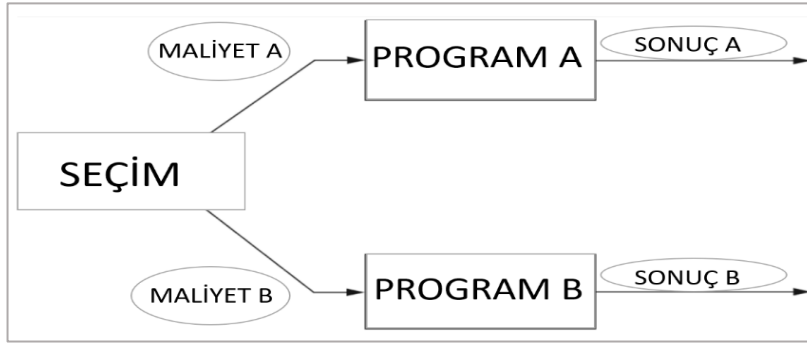 MALİYET A
PROGRAM A
SONUÇ A
SEÇİM
MALİYET B
PROGRAM B
SONUÇ B